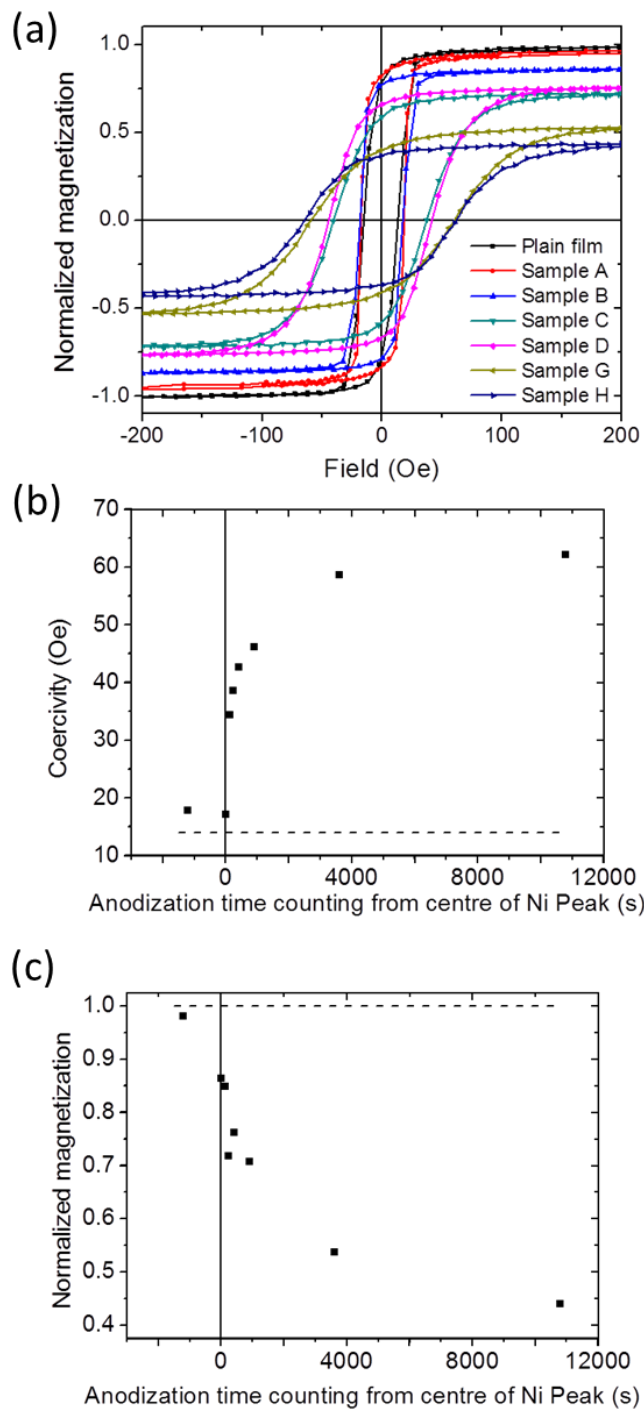 (a)
1.0
0.5
0.0
-0.5
-1.0
Normalized magnetization
Plain film
Sample A
Sample B
Sample C
Sample D
Sample G
Sample H
-200 -100 0 100 200
Field (Oe)
(b)
70
60
50
40
30
20
10
Coercivity (Oe)
0 4000 8000 12000
Anodization time counting from centre of Ni Peak (s)
(c)
1.0
0.9
0.8
0.7
0.6
0.5
0.4
Normalized magnetization
0 4000 8000 12000
Anodization time counting from centre of Ni Peak (s)